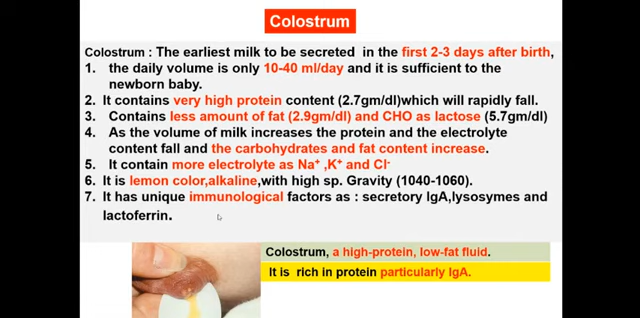 Colostrum
Colostrum : The earliest milk to be secreted in the first 2-3 days after birth,
1. the daily volume is only 10-40 ml/day and it is sufficient to the
newborn baby.
2. It contains very high protein content (2.7gm/dl)which will rapidly fall.
3. Contains less amount of fat (2.9gm/dl) and CHO as lactose (5.7gm/dl)
4. As the volume of milk increases the protein and the electrolyte
content fall and the carbohydrates and fat content increase.
5. It contain more electrolyte as Na⁺ ,K⁺ and Cl⁻
6. It is lemon color,alkaline,with high sp. Gravity (1040-1060).
7. It has unique immunological factors as : secretory IgA,lysosymes and
lactoferrin.
Colostrum, a high-protein, low-fat fluid.
It is rich in protein particularly IgA.